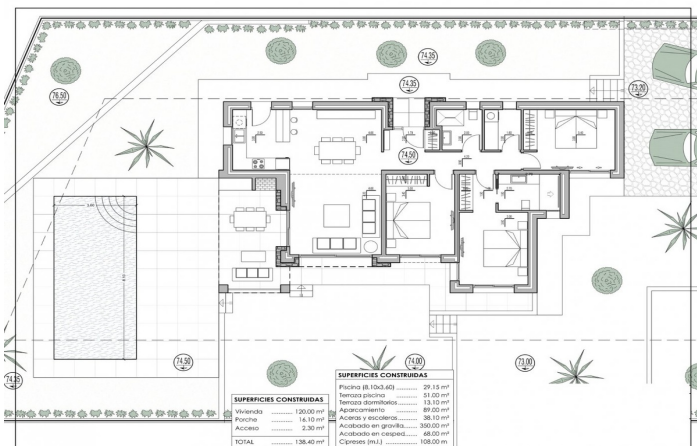 74,35
74,35
76,50
73,20
74,50
74,50
74,00
73,00
74,25
SUPERFICIES CONSTRUIDAS
Vivienda ............ 120,00 m²
Porche ............ 16,10 m²
Acceso ............ 2,30 m²
TOTAL ............ 138,40 m²
SUPERFICIES CONSTRUIDAS
Piscina (8,10x3,60) ............ 29,15 m²
Terraza piscina ............ 51,00 m²
Terraza dormitorios ............ 13,10 m²
Aparcamiento ............ 89,00 m²
Aceras y escaleras ............ 38,10 m²
Acabado en gravilla ............ 350,00 m²
Acabado en cesped ............ 68,00 m²
Cipreses (m.l.) ............ 108,00 m